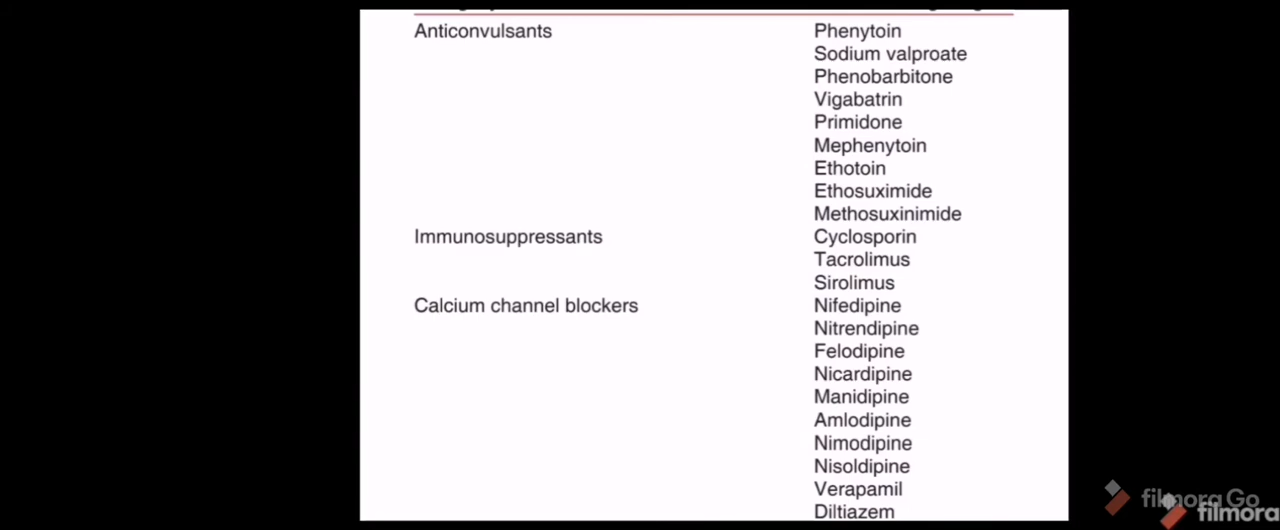 Anticonvulsants Phenytoin
Sodium valproate
Phenobarbitone
Vigabatrin
Primidone
Mephenytoin
Ethotoin
Ethosuximide
Methosuxinimide
Immunosuppressants Cyclosporin
Tacrolimus
Sirolimus
Calcium channel blockers Nifedipine
Nitrendipine
Felodipine
Nicardipine
Manidipine
Amlodipine
Nimodipine
Nisoldipine
Verapamil
Diltiazem
filmora Go
filmora